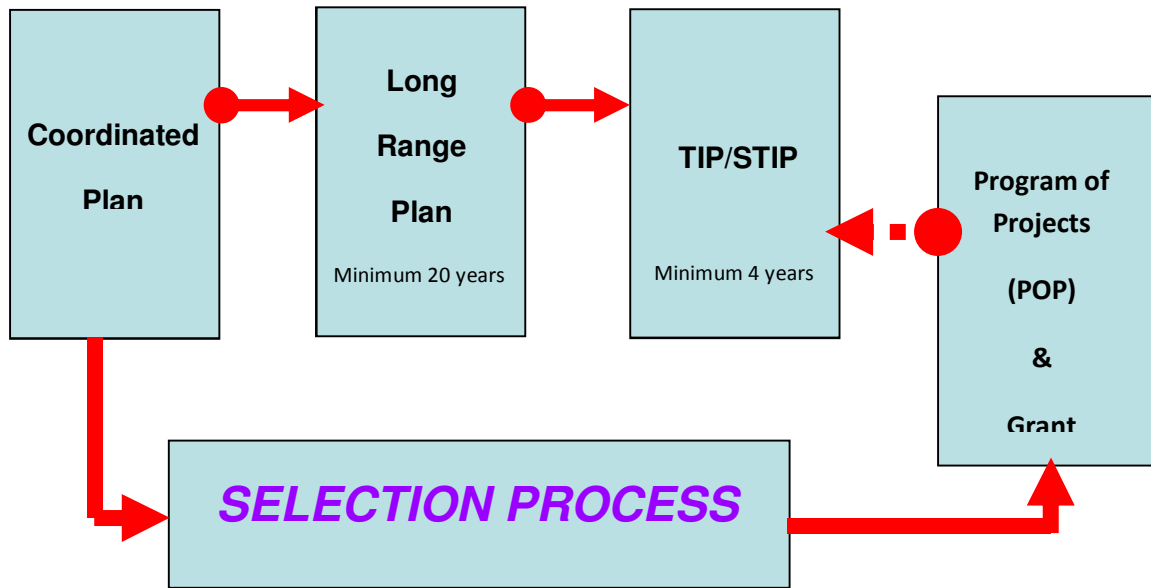 Coordinated
Plan
Long
Range
Plan
Minimum 20 years
TIP/STIP
Minimum 4 years
Program of
Projects
(POP)
&
Grant
SELECTION PROCESS